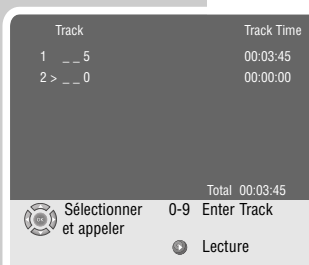 Track Track Time
1 _ _ 5 00:03:45
2 > _ _ 0 00:00:00
Total 00:03:45
Sélectionner 0-9 Enter Track
et appeler
Lecture